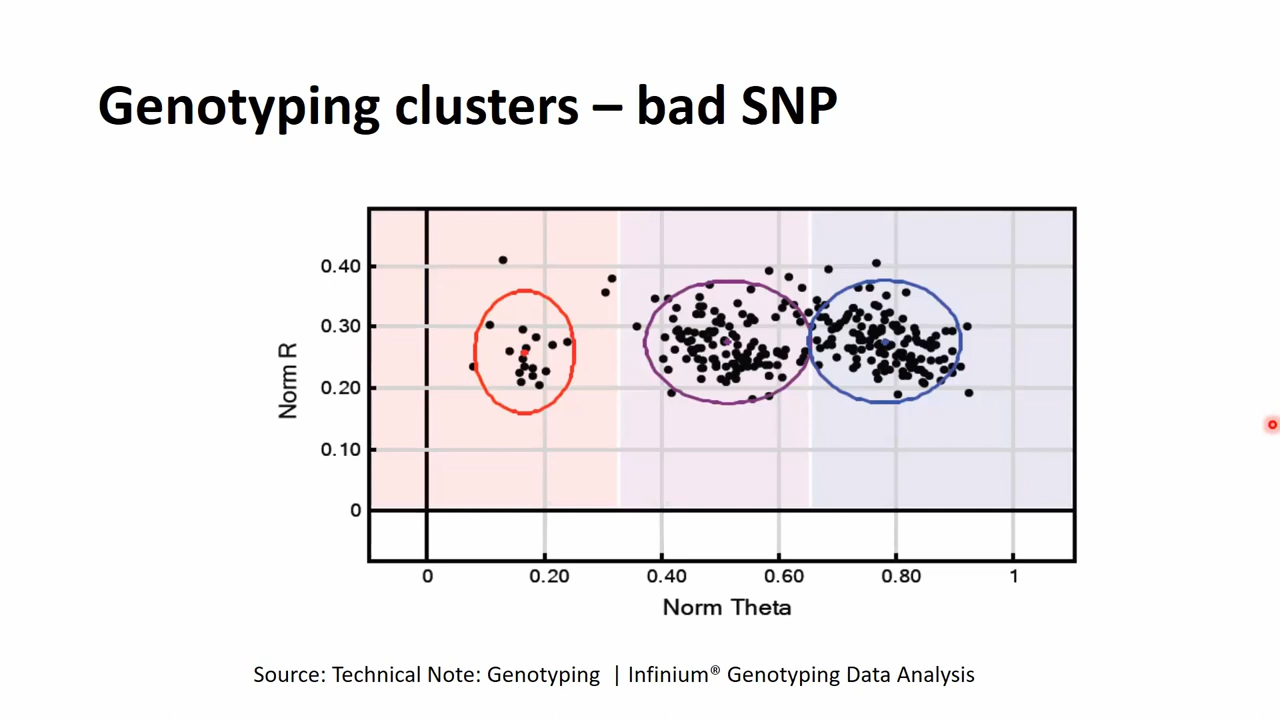 Genotyping clusters – bad SNP
0.40
0.30
0.20
0.10
0
Norm R
0 0.20 0.40 0.60 0.80 1
Norm Theta
Source: Technical Note: Genotyping | Infinium® Genotyping Data Analysis